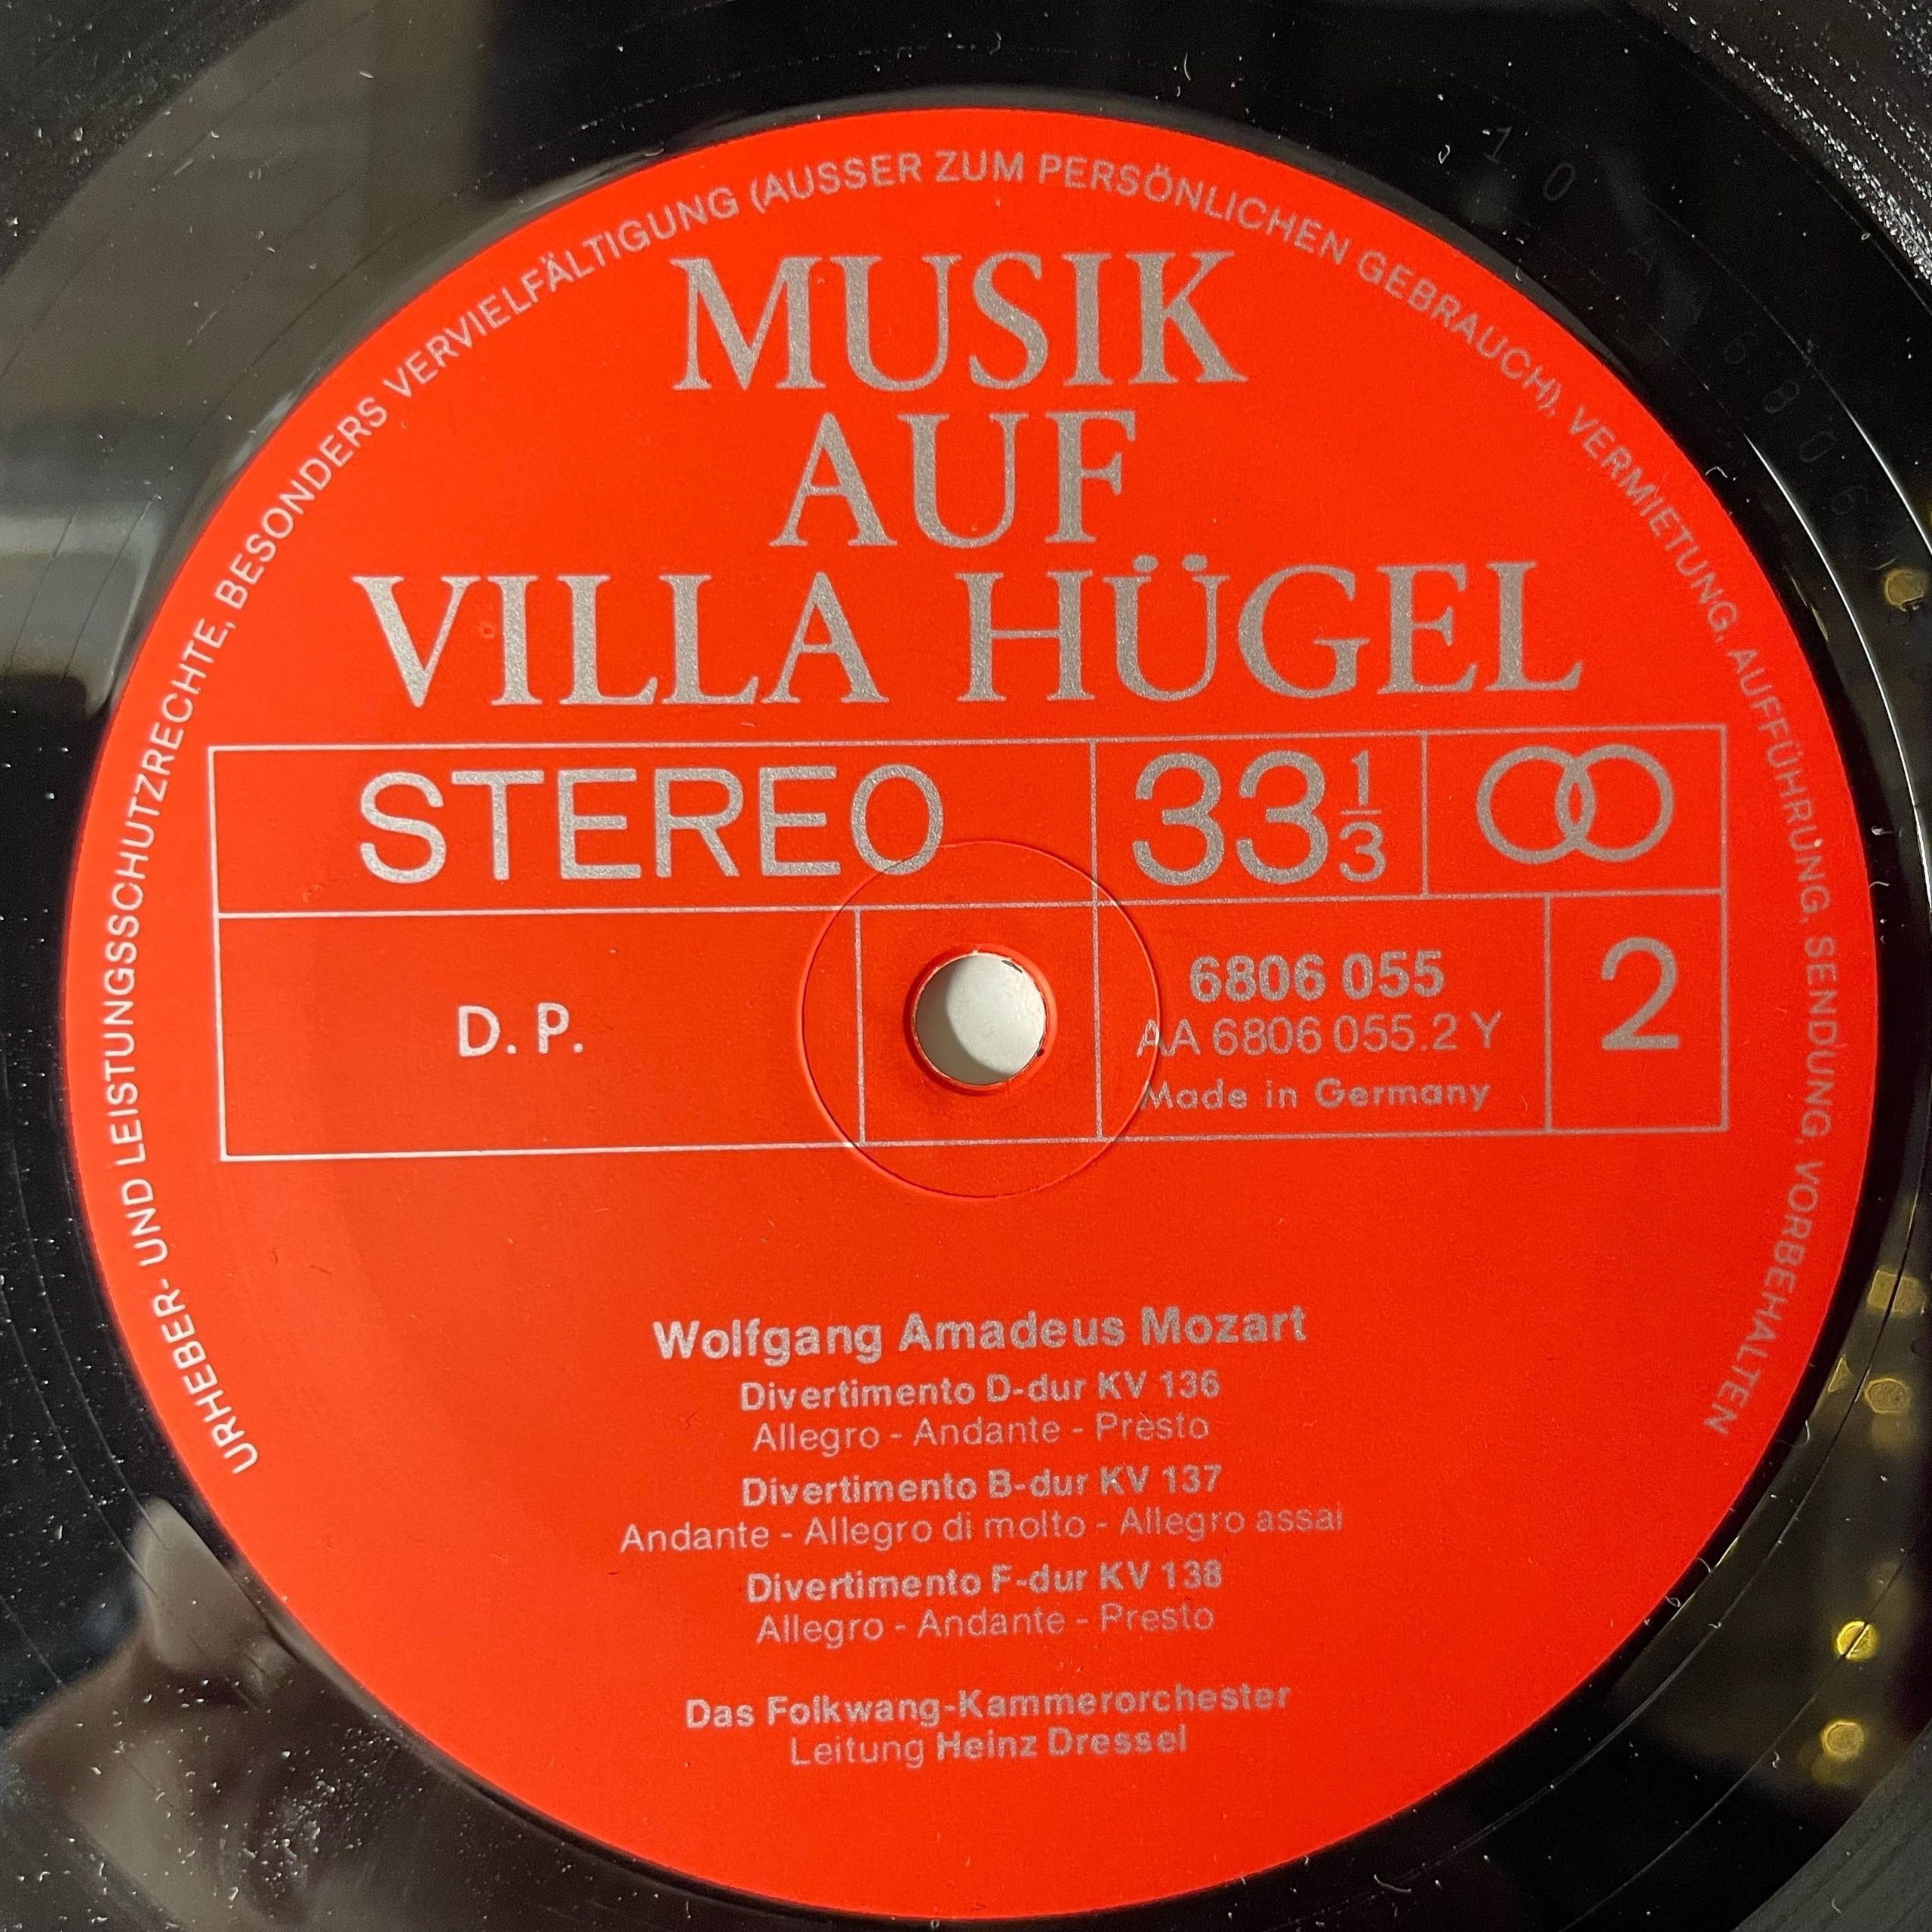 URHEBER- UND LEISTUNGSSCHUTZRECHTE, BESONDERS VERVIELFÄLTIGUNG (AUSSER ZUM PERSÖNLICHEN GEBRAUCH), VERMIETUNG, AUFFÜHRUNG, SENDUNG, VORBEHALTEN
MUSIK
AUF
VILLA HÜGEL
STEREO 33 1/3
D. P.
6806 055
AA 6806 055.2 Y
Made in Germany
2
Wolfgang Amadeus Mozart
Divertimento D-dur KV 136
Allegro - Andante - Presto
Divertimento B-dur KV 137
Andante - Allegro di molto - Allegro assai
Divertimento F-dur KV 138
Allegro - Andante - Presto
Das Folkwang-Kammerorchester
Leitung Heinz Dressel